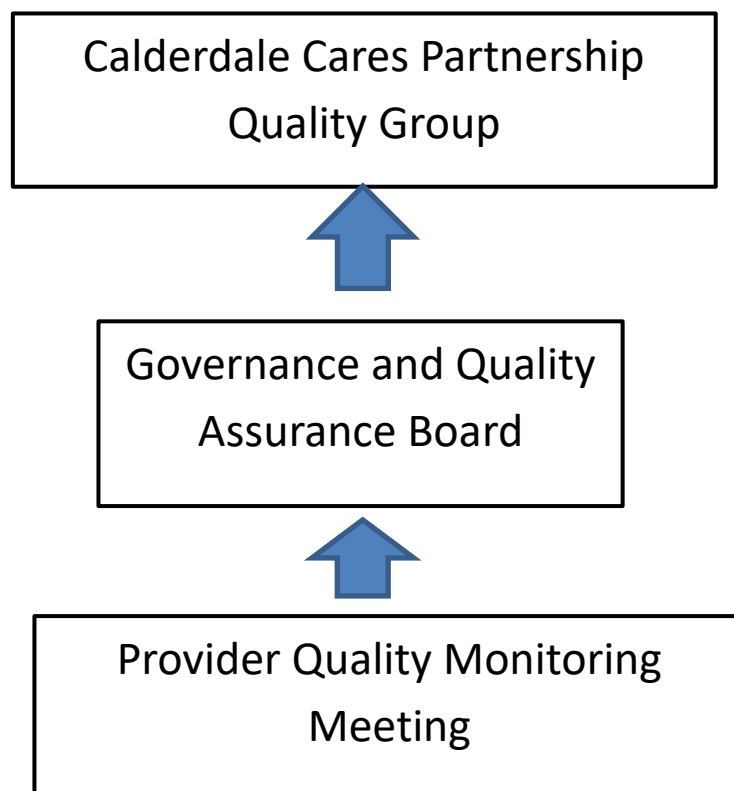 Calderdale Cares Partnership
Quality Group
Governance and Quality
Assurance Board
Provider Quality Monitoring
Meeting